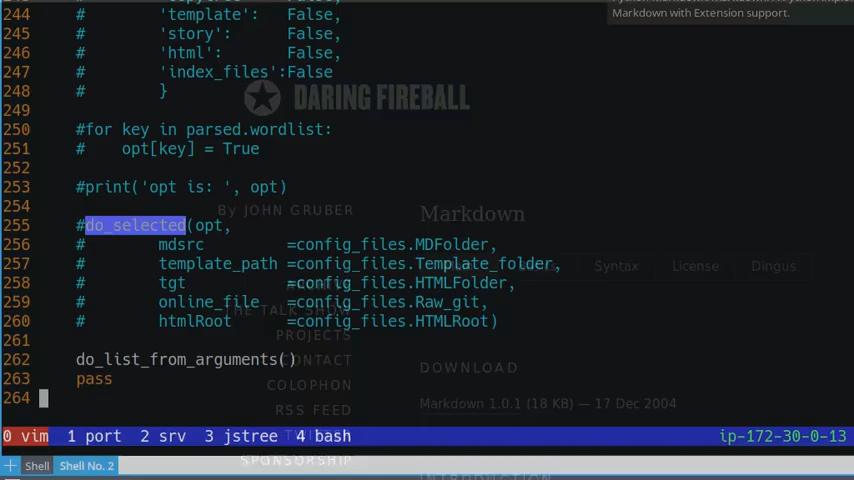 Markdown with Extension support.
244 #        'template':   False,
245 #        'story':      False,
246 #        'html':       False,
247 #        'index_files':False
248 #        }
249
DARING FIREBALL
250 #for key in parsed.wordlist:
251 #    opt[key] = True
252
253 #print('opt is: ', opt)
254
By JOHN GRUBER
Markdown
255 #do_selected(opt,
256 #        mdsrc         =config_files.MDFolder,
257 #        template_path =config_files.Template_folder,
Syntax License Dingus
258 #        tgt           =config_files.HTMLFolder,
259 #        online_file   =config_files.Raw_git,
THE TALK SHOW
260 #        htmlRoot      =config_files.HTMLRoot)
PROJECTS
261
262 do_list_from_arguments()
CONTACT
DOWNLOAD
263 pass
COLOPHON
264
Markdown 1.0.1 (18 KB) — 17 Dec 2004
RSS FEED
0 vim 1 port 2 srv 3 jstree 4 bash ip-172-30-0-13
SPONSORSHIP
Shell Shell No. 2